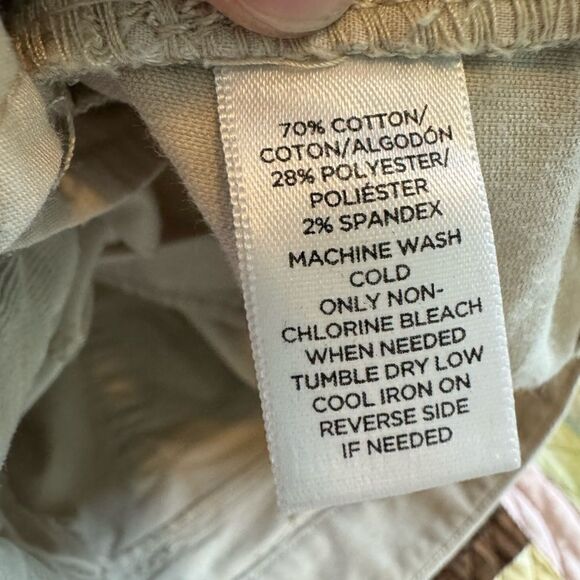 70% COTTON/
COTON/ALGODÓN
28% POLYESTER/
POLIÉSTER
2% SPANDEX
MACHINE WASH
COLD
ONLY NON-
CHLORINE BLEACH
WHEN NEEDED
TUMBLE DRY LOW
COOL IRON ON
REVERSE SIDE
IF NEEDED